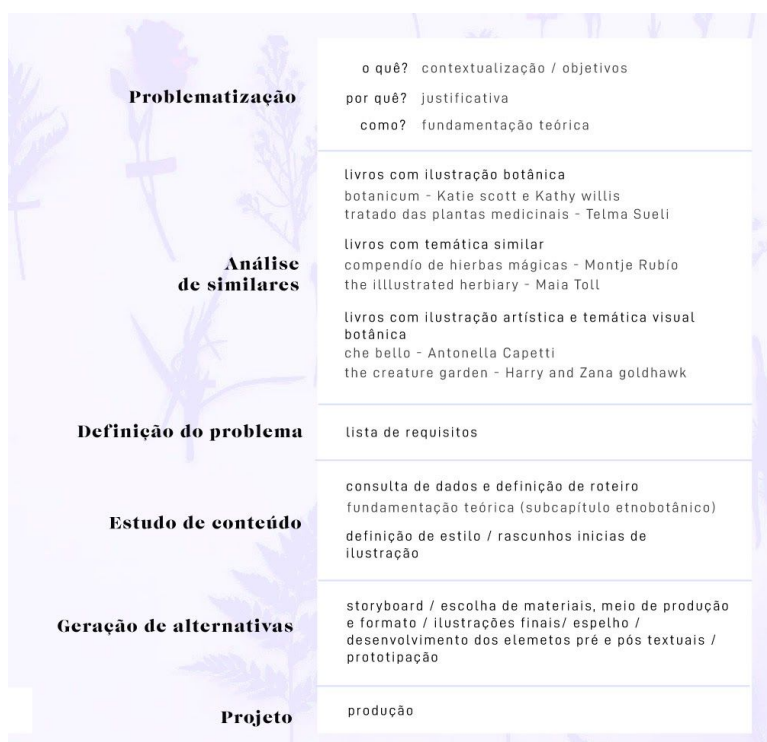 Problematização
o quê? contextualização / objetivos
por quê? justificativa
como? fundamentação teórica
Análise
de similares
livros com ilustração botânica
botanicum - Katie scott e Kathy willis
tratado das plantas medicinais - Telma Sueli
livros com temática similar
compendío de hierbas mágicas - Montje Rubío
the illlustrated herbiary - Maia Toll
livros com ilustração artística e temática visual
botânica
che bello - Antonella Capetti
the creature garden - Harry and Zana goldhawk
Definição do problema
lista de requisitos
Estudo de conteúdo
consulta de dados e definição de roteiro
fundamentação teórica (subcapítulo etnobotânico)
definição de estilo / rascunhos inicias de
ilustração
Geração de alternativas
storyboard / escolha de materiais, meio de produção
e formato / ilustrações finais/ espelho /
desenvolvimento dos elemetos pré e pós textuais /
prototipação
Projeto
produção